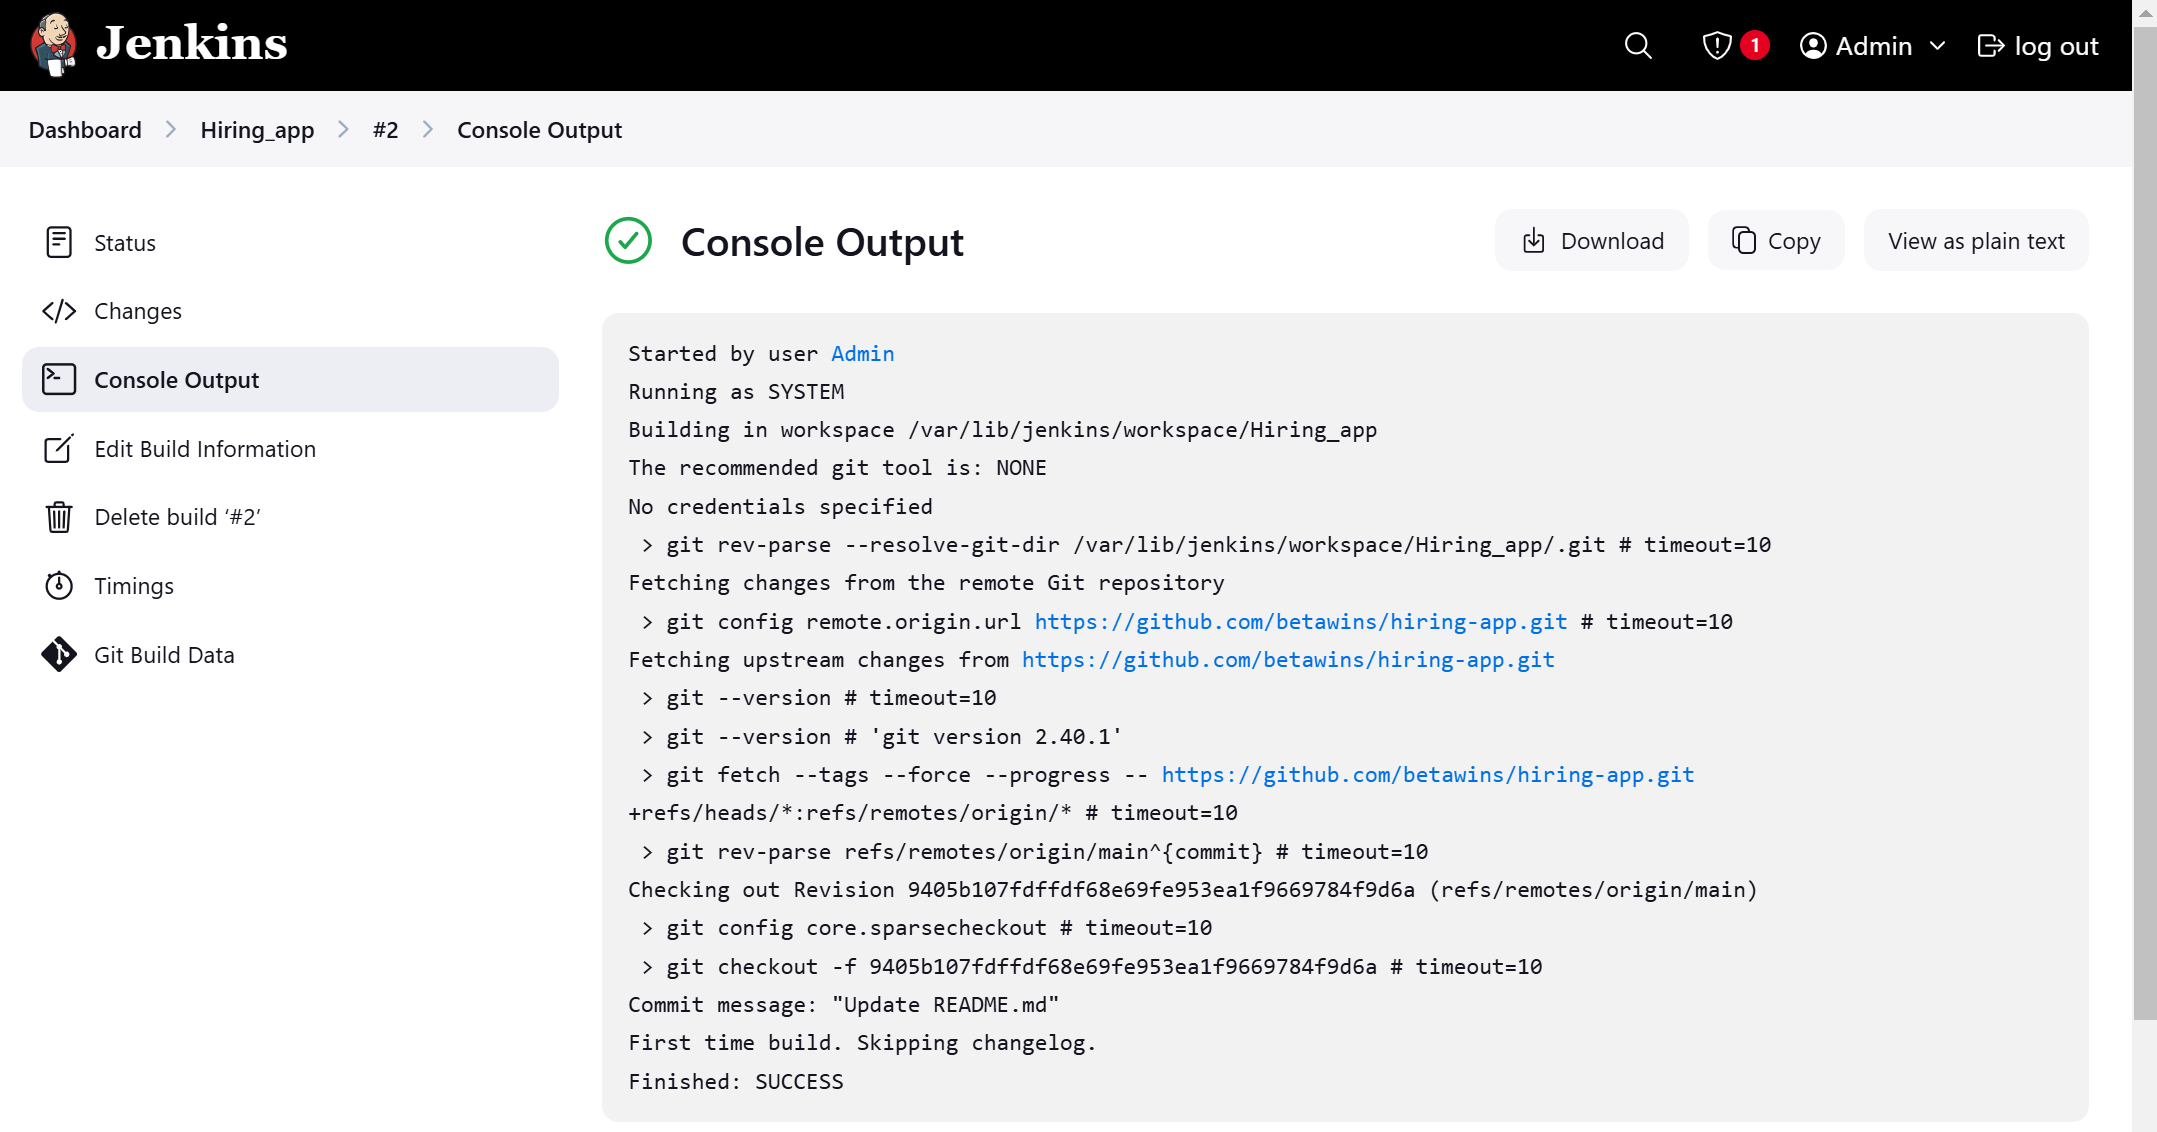 Jenkins
1
Admin
log out
Dashboard
Hiring_app
#2
Console Output
Status
Changes
Console Output
Edit Build Information
Delete build ‘#2’
Timings
Git Build Data
Console Output
Download
Copy
View as plain text
Started by user Admin
Running as SYSTEM
Building in workspace /var/lib/jenkins/workspace/Hiring_app
The recommended git tool is: NONE
No credentials specified
 > git rev-parse --resolve-git-dir /var/lib/jenkins/workspace/Hiring_app/.git # timeout=10
Fetching changes from the remote Git repository
 > git config remote.origin.url https://github.com/betawins/hiring-app.git # timeout=10
Fetching upstream changes from https://github.com/betawins/hiring-app.git
 > git --version # timeout=10
 > git --version # 'git version 2.40.1'
 > git fetch --tags --force --progress -- https://github.com/betawins/hiring-app.git
+refs/heads/*:refs/remotes/origin/* # timeout=10
 > git rev-parse refs/remotes/origin/main^{commit} # timeout=10
Checking out Revision 9405b107fdffdf68e69fe953ea1f9669784f9d6a (refs/remotes/origin/main)
 > git config core.sparsecheckout # timeout=10
 > git checkout -f 9405b107fdffdf68e69fe953ea1f9669784f9d6a # timeout=10
Commit message: "Update README.md"
First time build. Skipping changelog.
Finished: SUCCESS